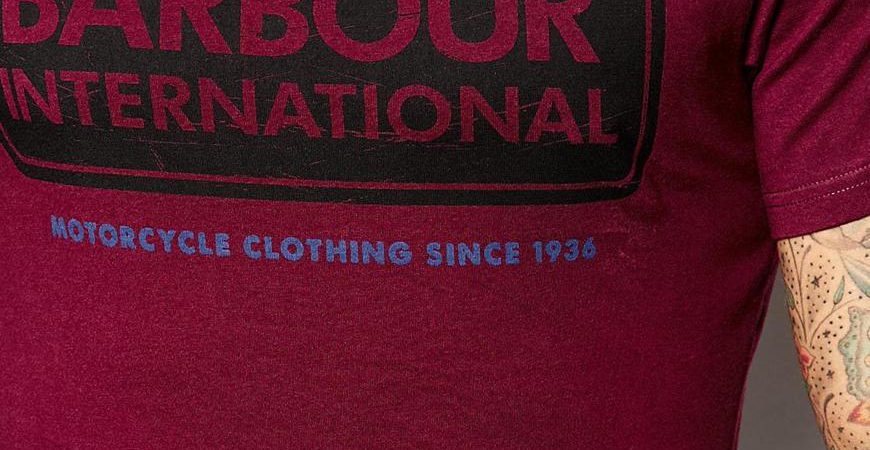 BARBOUR
INTERNATIONAL
MOTORCYCLE CLOTHING SINCE 1936